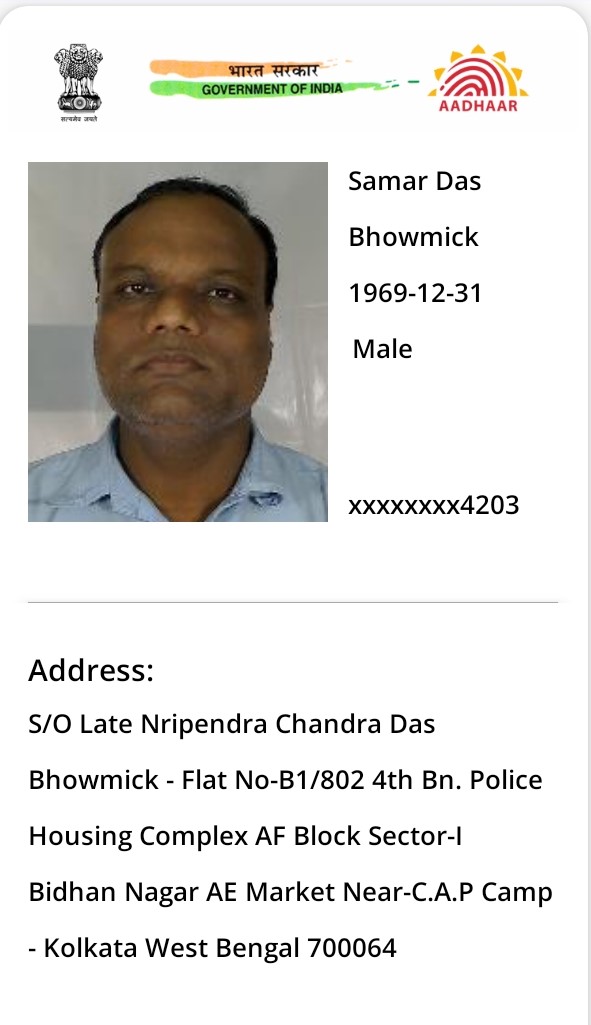 सत्यमेव जयते
भारत सरकार
GOVERNMENT OF INDIA
AADHAAR
Samar Das
Bhowmick
1969-12-31
Male
xxxxxxxx4203
Address:
S/O Late Nripendra Chandra Das
Bhowmick - Flat No-B1/802 4th Bn. Police
Housing Complex AF Block Sector-I
Bidhan Nagar AE Market Near-C.A.P Camp
- Kolkata West Bengal 700064